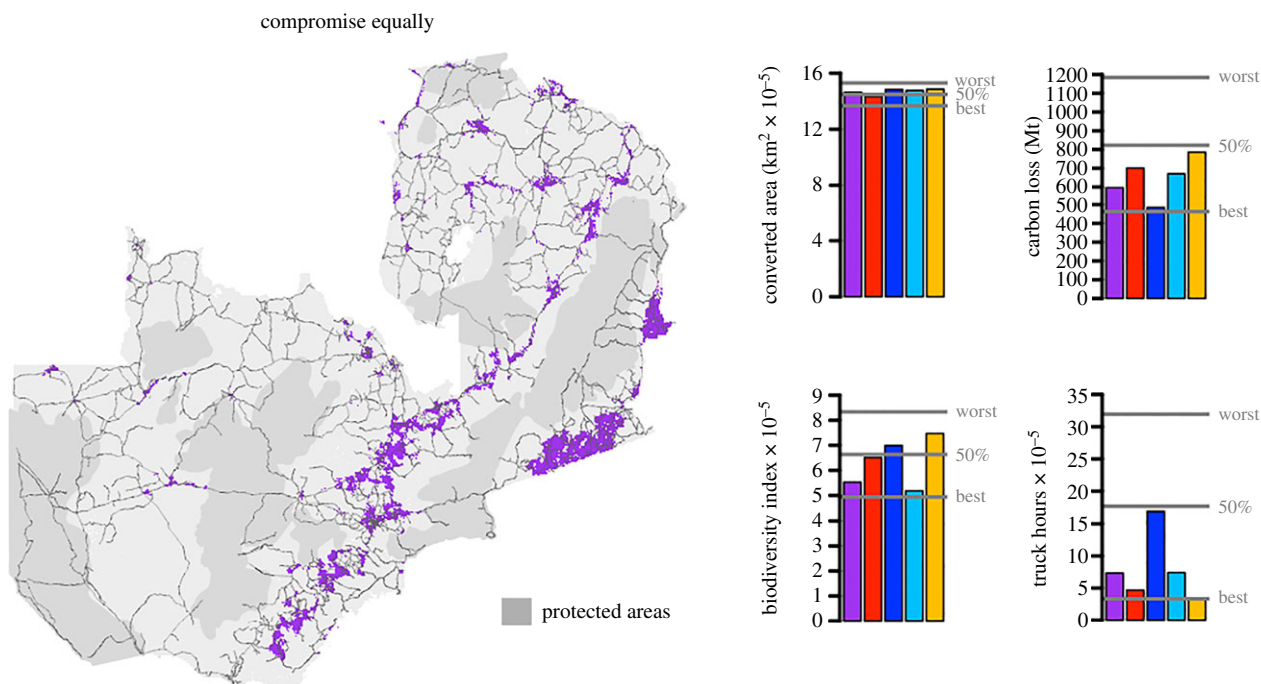 compromise equally
protected areas
converted area (km² × 10⁻⁵)
16
12
8
4
0
worst
50%
best
carbon loss (Mt)
1200
1100
1000
900
800
700
600
500
400
300
200
100
0
worst
50%
best
biodiversity index × 10⁻⁵
9
8
7
6
5
4
3
2
1
0
worst
50%
best
truck hours × 10⁻⁵
35
30
25
20
15
10
5
0
worst
50%
best